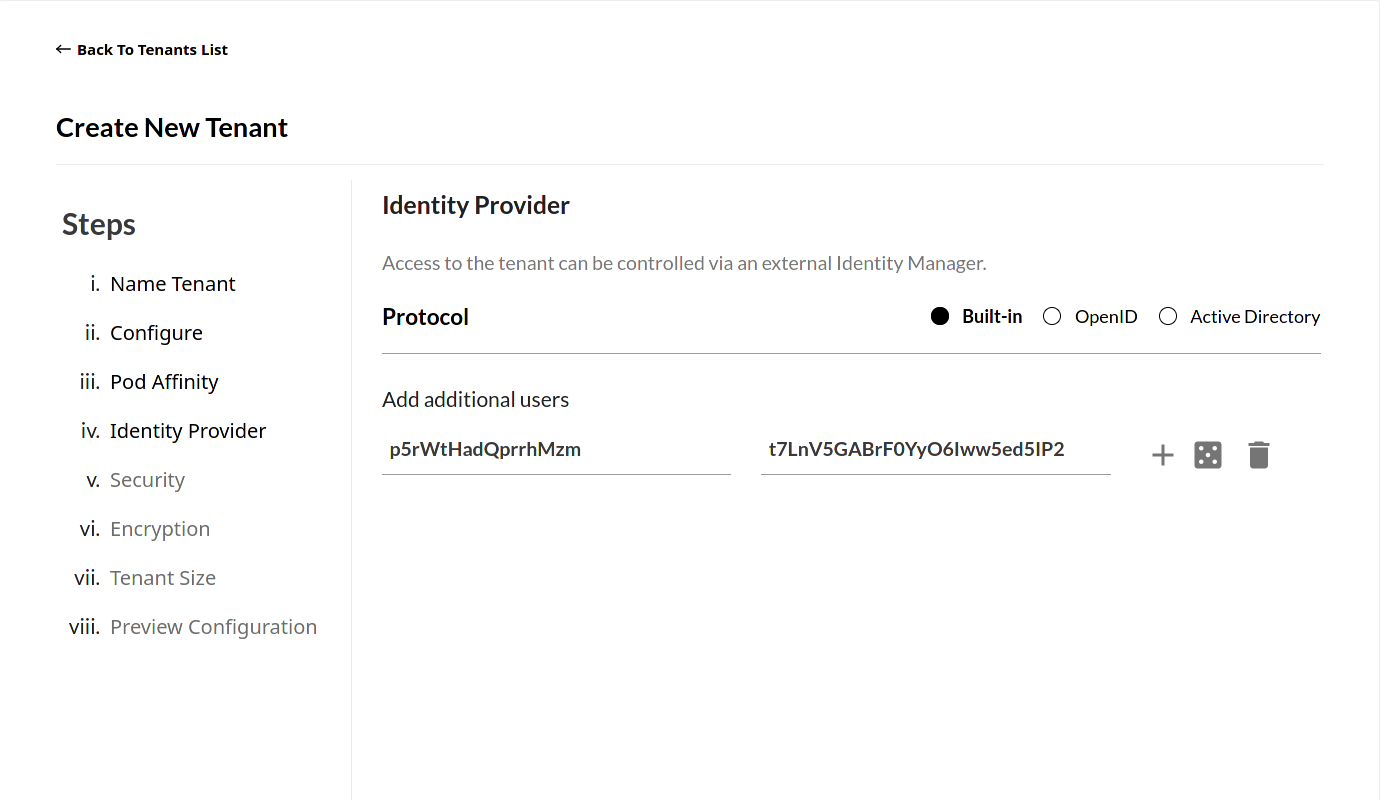 ← Back To Tenants List
Create New Tenant
Steps
i. Name Tenant
ii. Configure
iii. Pod Affinity
iv. Identity Provider
v. Security
vi. Encryption
vii. Tenant Size
viii. Preview Configuration
Identity Provider
Access to the tenant can be controlled via an external Identity Manager.
Protocol Built-in OpenID Active Directory
Add additional users
p5rWtHadQprrhMzm t7LnV5GABrF0YyO6Iww5ed5IP2